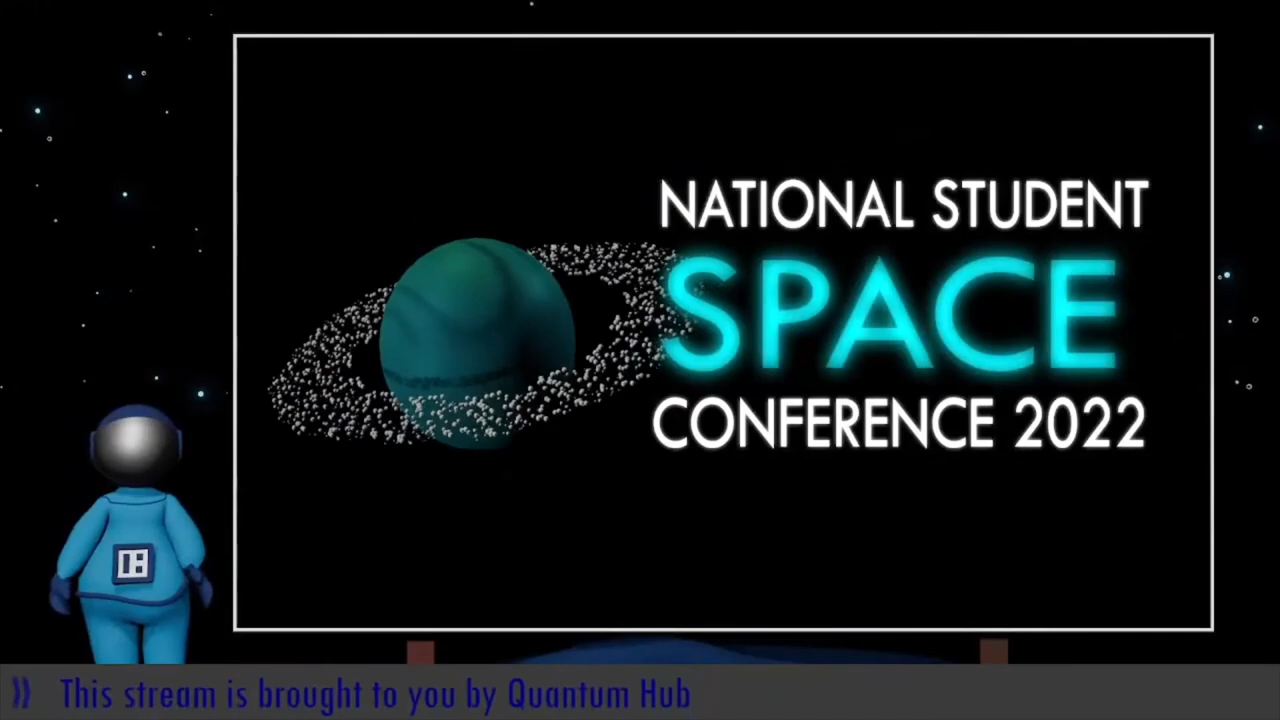 NATIONAL STUDENT
SPACE
CONFERENCE 2022
This stream is brought to you by Quantum Hub